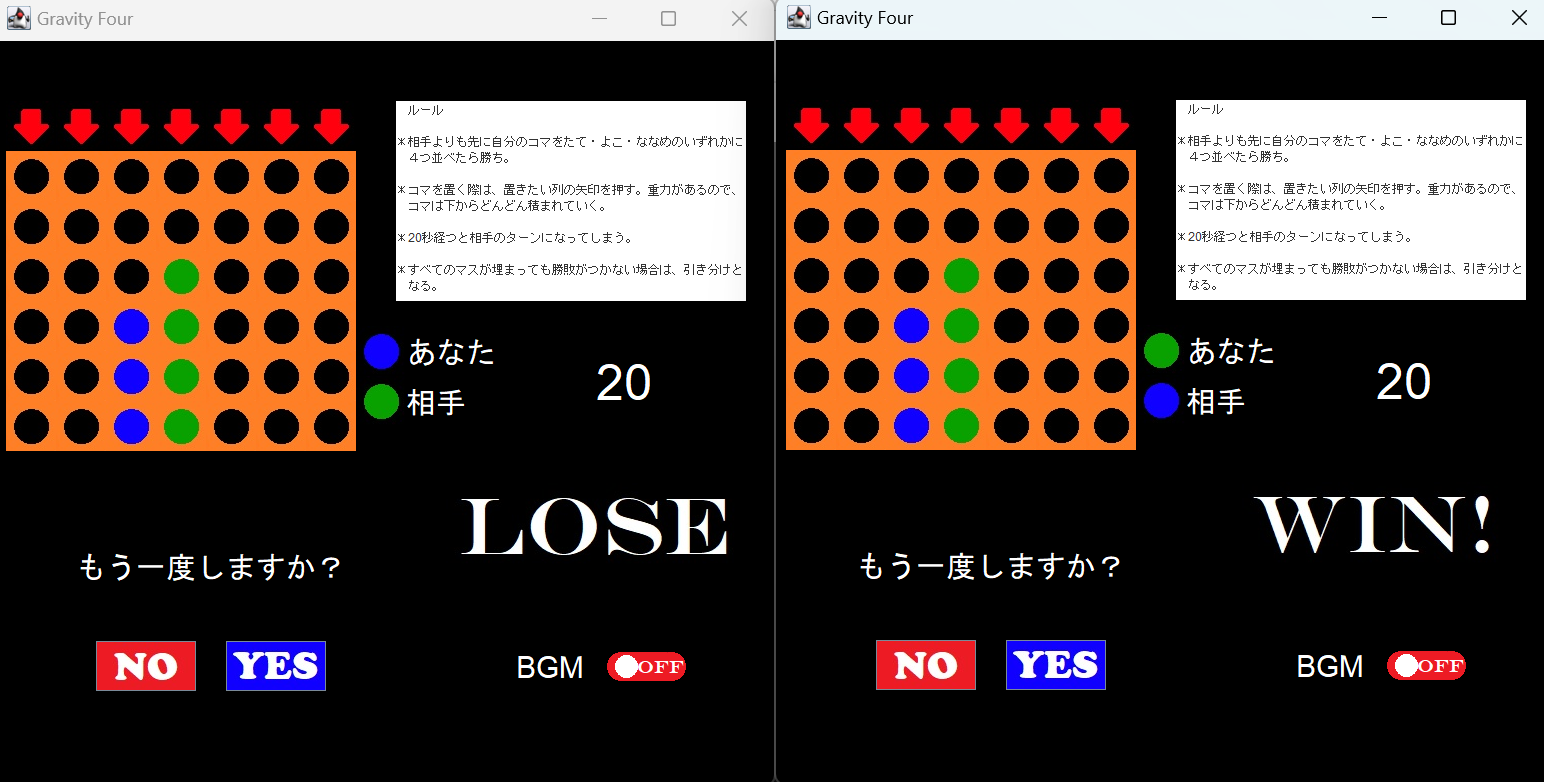 Gravity Four
ルール
＊相手よりも先に自分のコマをたて・よこ・ななめのいずれかに
４つ並べたら勝ち。
＊コマを置く際は、置きたい列の矢印を押す。重力があるので、
コマは下からどんどん積まれていく。
＊20秒経つと相手のターンになってしまう。
＊すべてのマスが埋まっても勝敗がつかない場合は、引き分けと
なる。
あなた
相手
20
LOSE
もう一度しますか？
NO YES
BGM OFF
Gravity Four
ルール
＊相手よりも先に自分のコマをたて・よこ・ななめのいずれかに
４つ並べたら勝ち。
＊コマを置く際は、置きたい列の矢印を押す。重力があるので、
コマは下からどんどん積まれていく。
＊20秒経つと相手のターンになってしまう。
＊すべてのマスが埋まっても勝敗がつかない場合は、引き分けと
なる。
あなた
相手
20
WIN!
もう一度しますか？
NO YES
BGM OFF